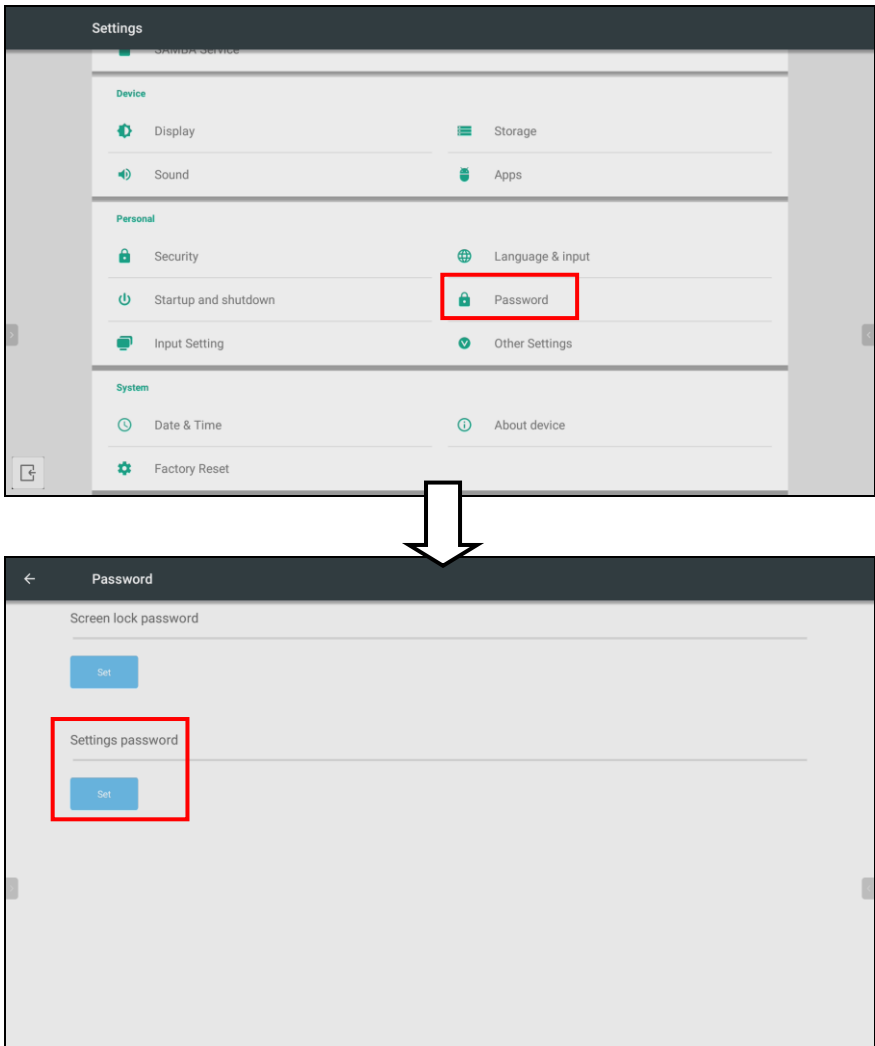 Settings
SAMBA Service
Device
Display
Storage
Sound
Apps
Personal
Security
Language & input
Startup and shutdown
Password
Input Setting
Other Settings
System
Date & Time
About device
Factory Reset
Password
Screen lock password
Set
Settings password
Set